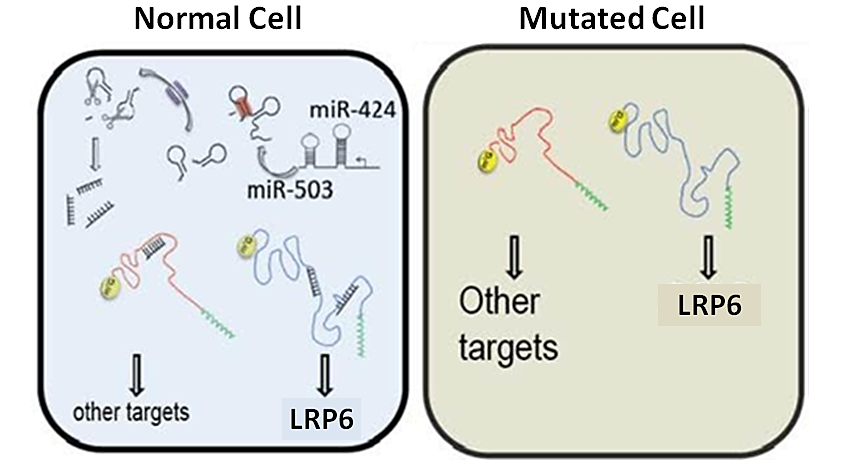 Normal Cell
Mutated Cell
miR-424
miR-503
other targets
LRP6
Other
targets
LRP6